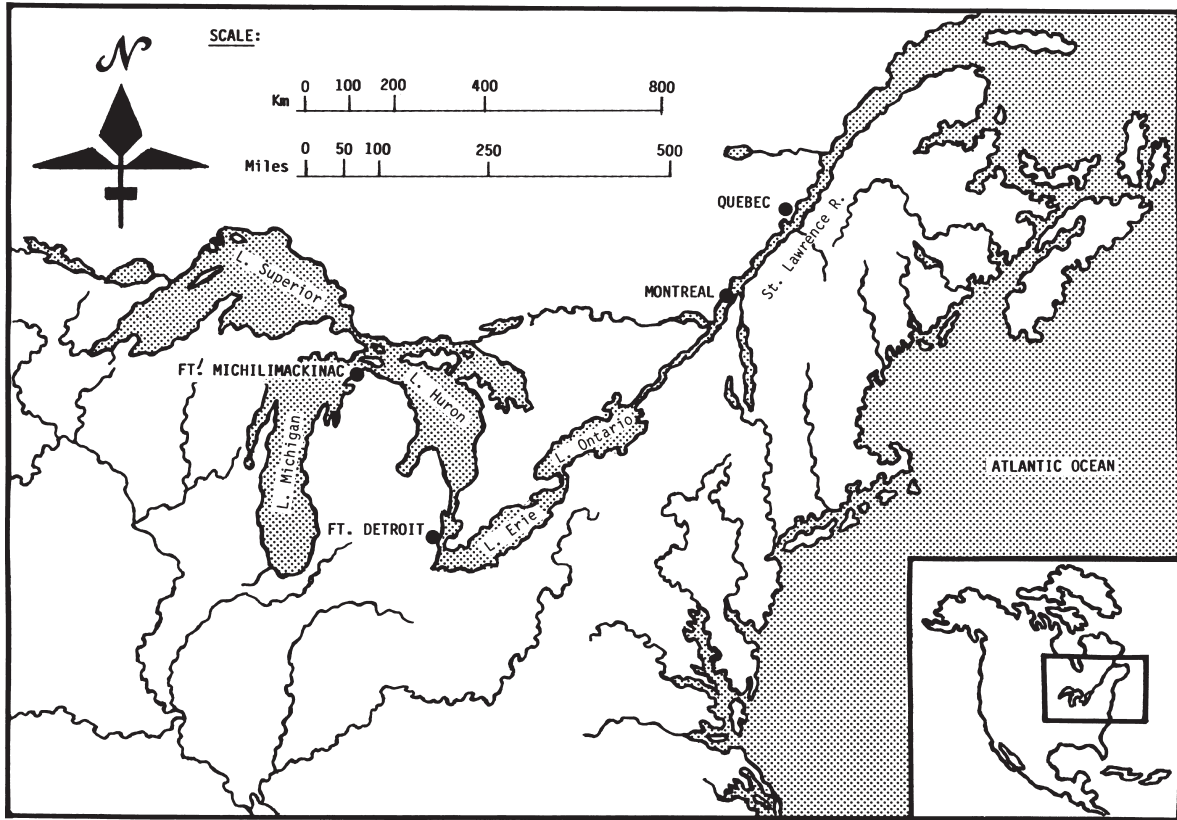 N
SCALE:
Km 0 100 200 400 800
Miles 0 50 100 250 500
QUEBEC
St. Lawrence R.
L. Superior
MONTREAL
FT. MICHILIMACKINAC
L. Huron
L. Michigan
L. Ontario
ATLANTIC OCEAN
FT. DETROIT
L. Erie